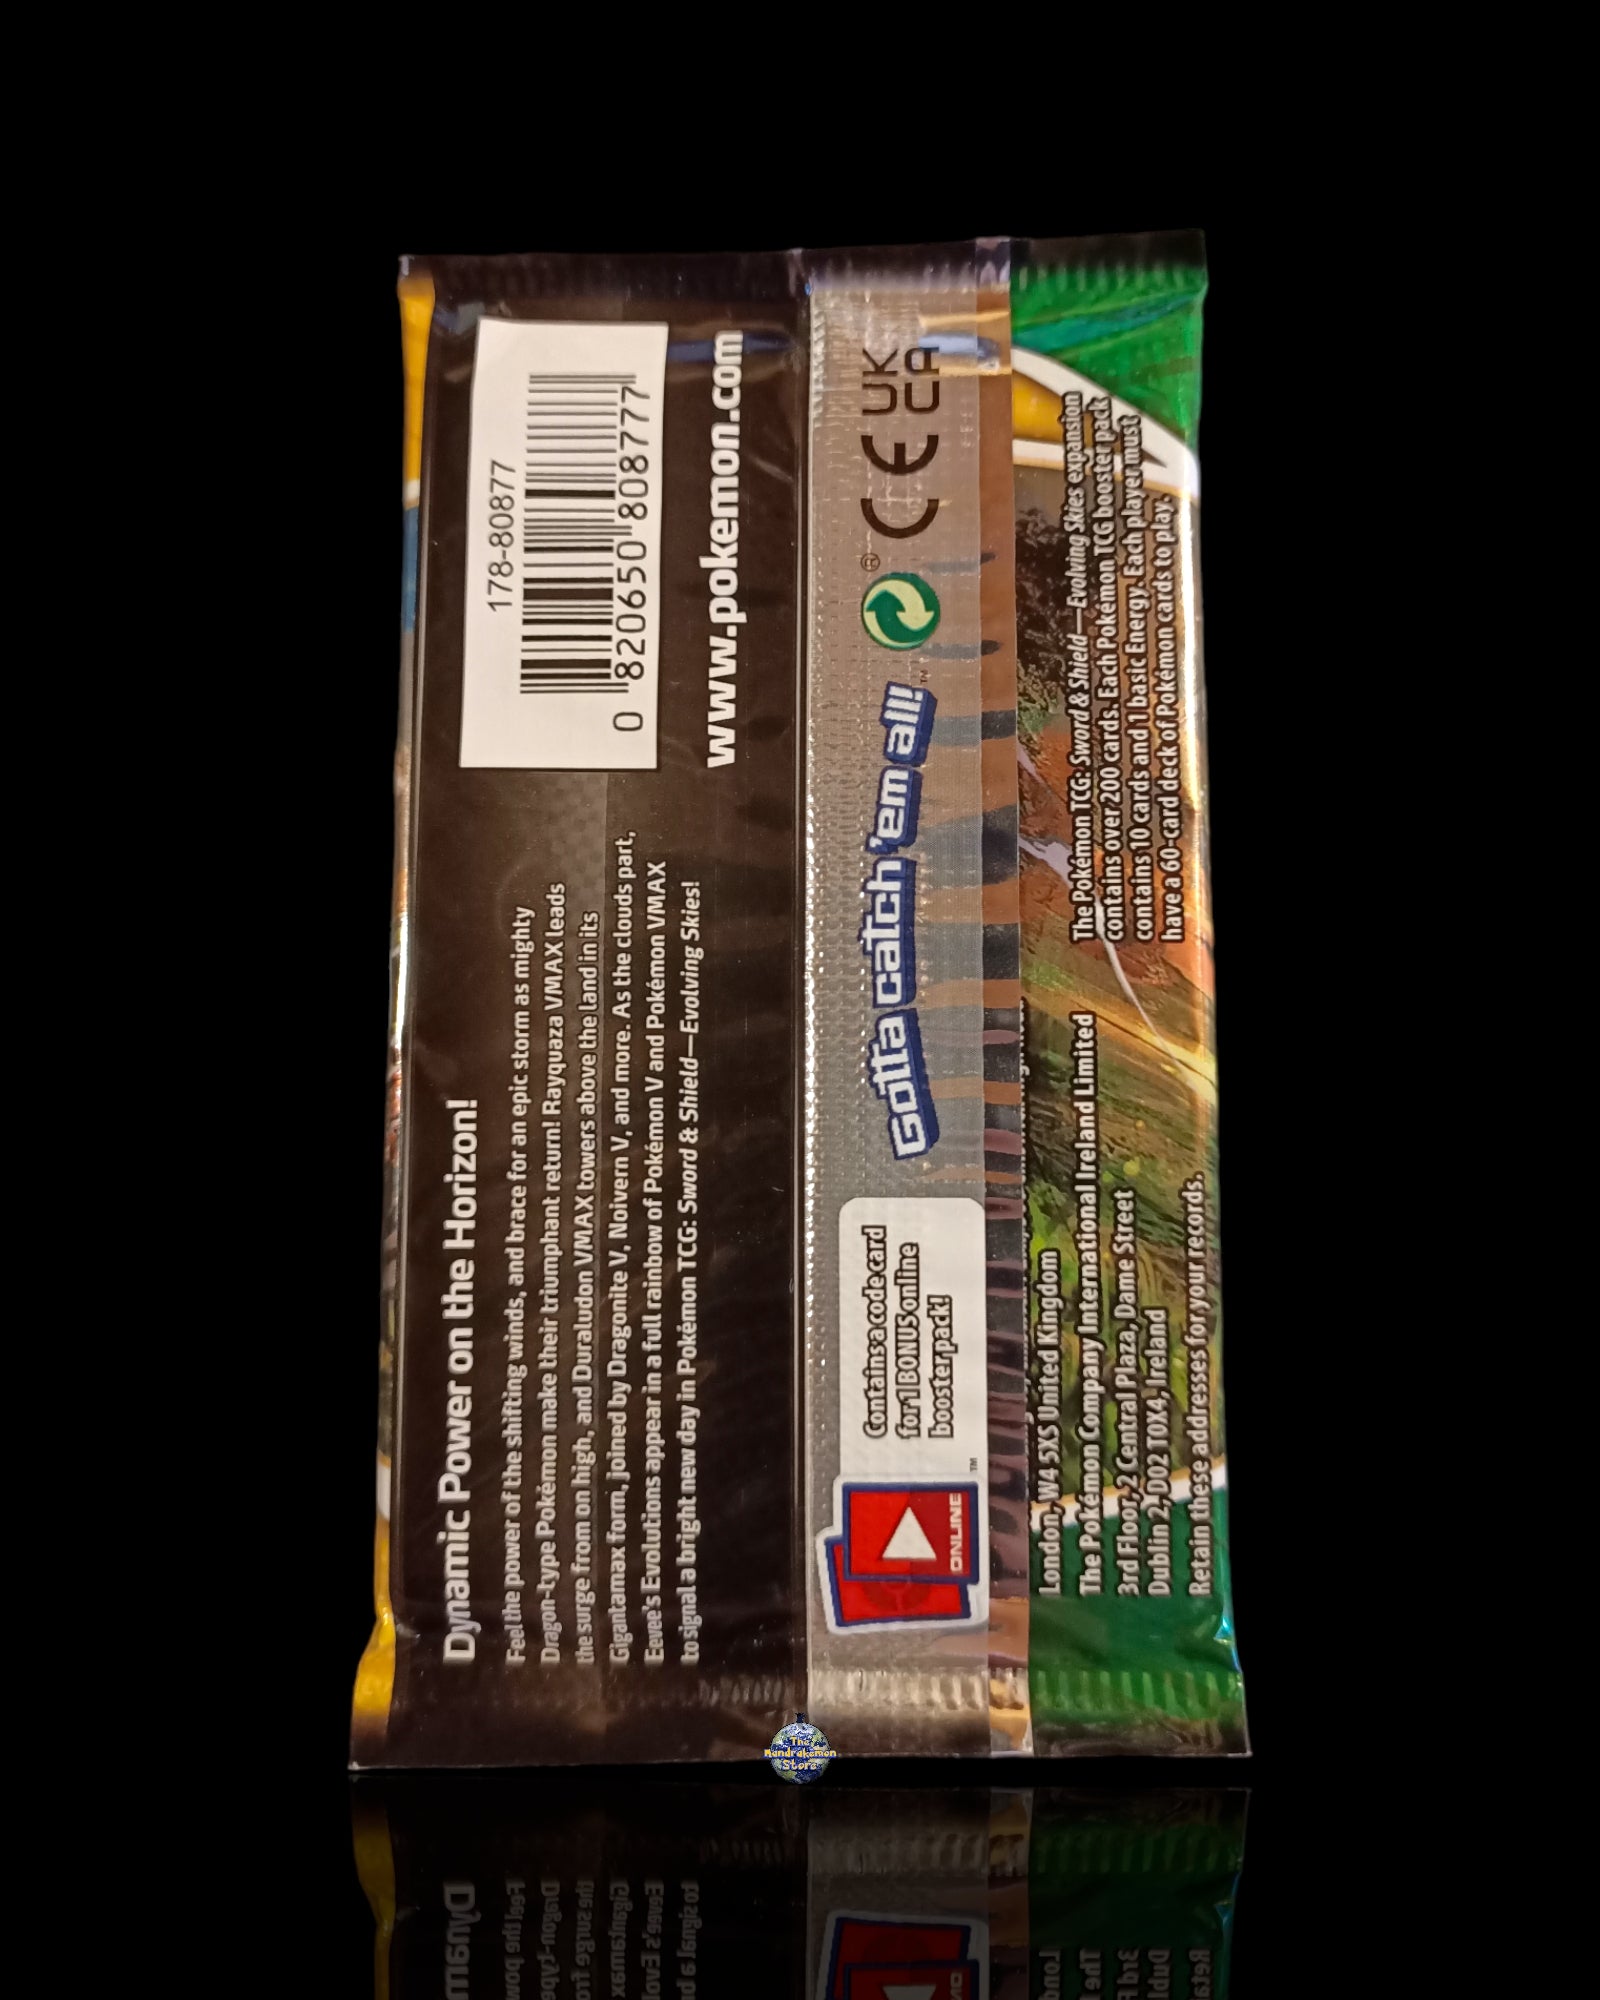 Dynamic Power on the Horizon!
Feel the power of the shifting winds, and brace for an epic storm as mighty
Dragon-type Pokémon make their triumphant return! Rayquaza VMAX leads
the surge from on high, and Duraludon VMAX towers above the land in its
Gigantamax form, joined by Dragonite V, Noivern V, and more. As the clouds part,
Eevee's Evolutions appear in a full rainbow of Pokémon V and Pokémon VMAX
to signal a bright new day in Pokémon TCG: Sword & Shield—Evolving Skies!
178-80877
0 820650 808777
www.pokemon.com
ONLINE
TM
Contains a code card
for 1 BONUS online
booster pack!
Gotta catch 'em all!
TM
®
CE
UK
CA
London, W4 5XS United Kingdom
The Pokémon Company International Ireland Limited
3rd Floor, 2 Central Plaza, Dame Street
Dublin 2, D02 T0X4, Ireland
Retain these addresses for your records.
The Pokémon TCG: Sword & Shield—Evolving Skies expansion
contains over 200 cards. Each Pokémon TCG booster pack
contains 10 cards and 1 basic Energy. Each player must
have a 60-card deck of Pokémon cards to play.
The
Mandrakemon
Store